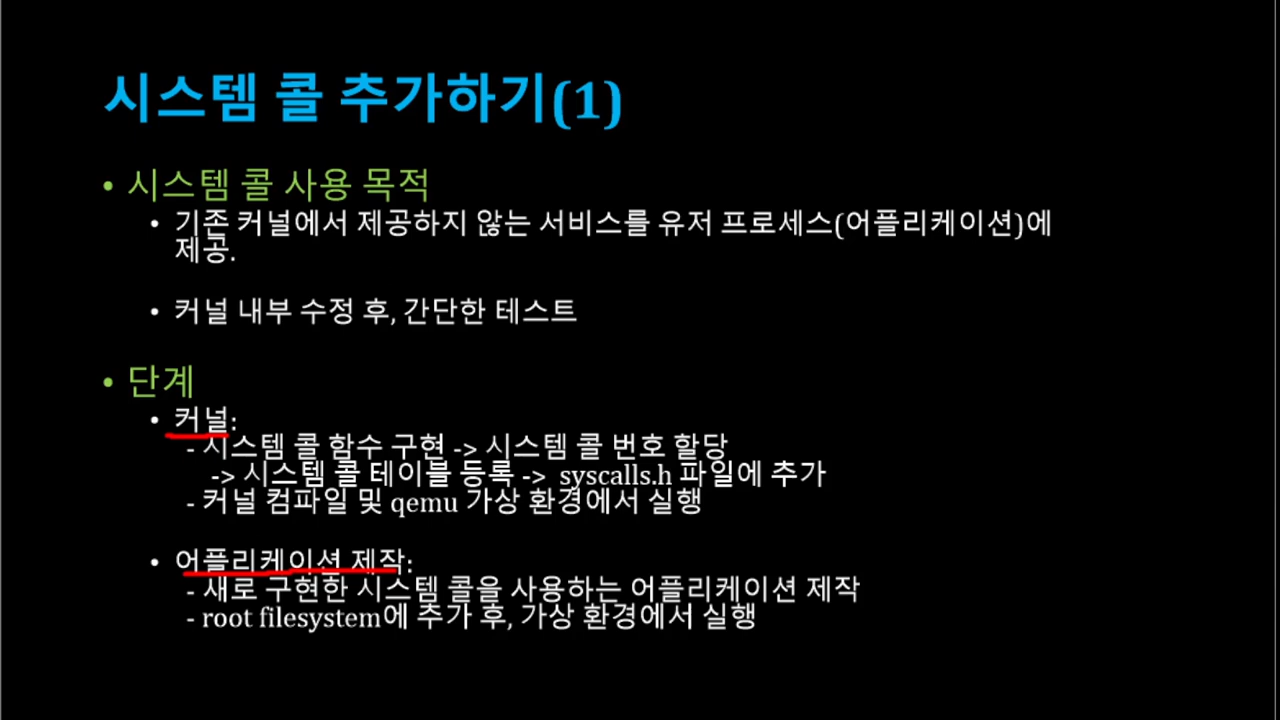 시스템 콜 추가하기(1)
• 시스템 콜 사용 목적
• 기존 커널에서 제공하지 않는 서비스를 유저 프로세스(어플리케이션)에
제공.
• 커널 내부 수정 후, 간단한 테스트
• 단계
• 커널:
- 시스템 콜 함수 구현 -> 시스템 콜 번호 할당
-> 시스템 콜 테이블 등록 -> syscalls.h 파일에 추가
- 커널 컴파일 및 qemu 가상 환경에서 실행
• 어플리케이션 제작:
- 새로 구현한 시스템 콜을 사용하는 어플리케이션 제작
- root filesystem에 추가 후, 가상 환경에서 실행